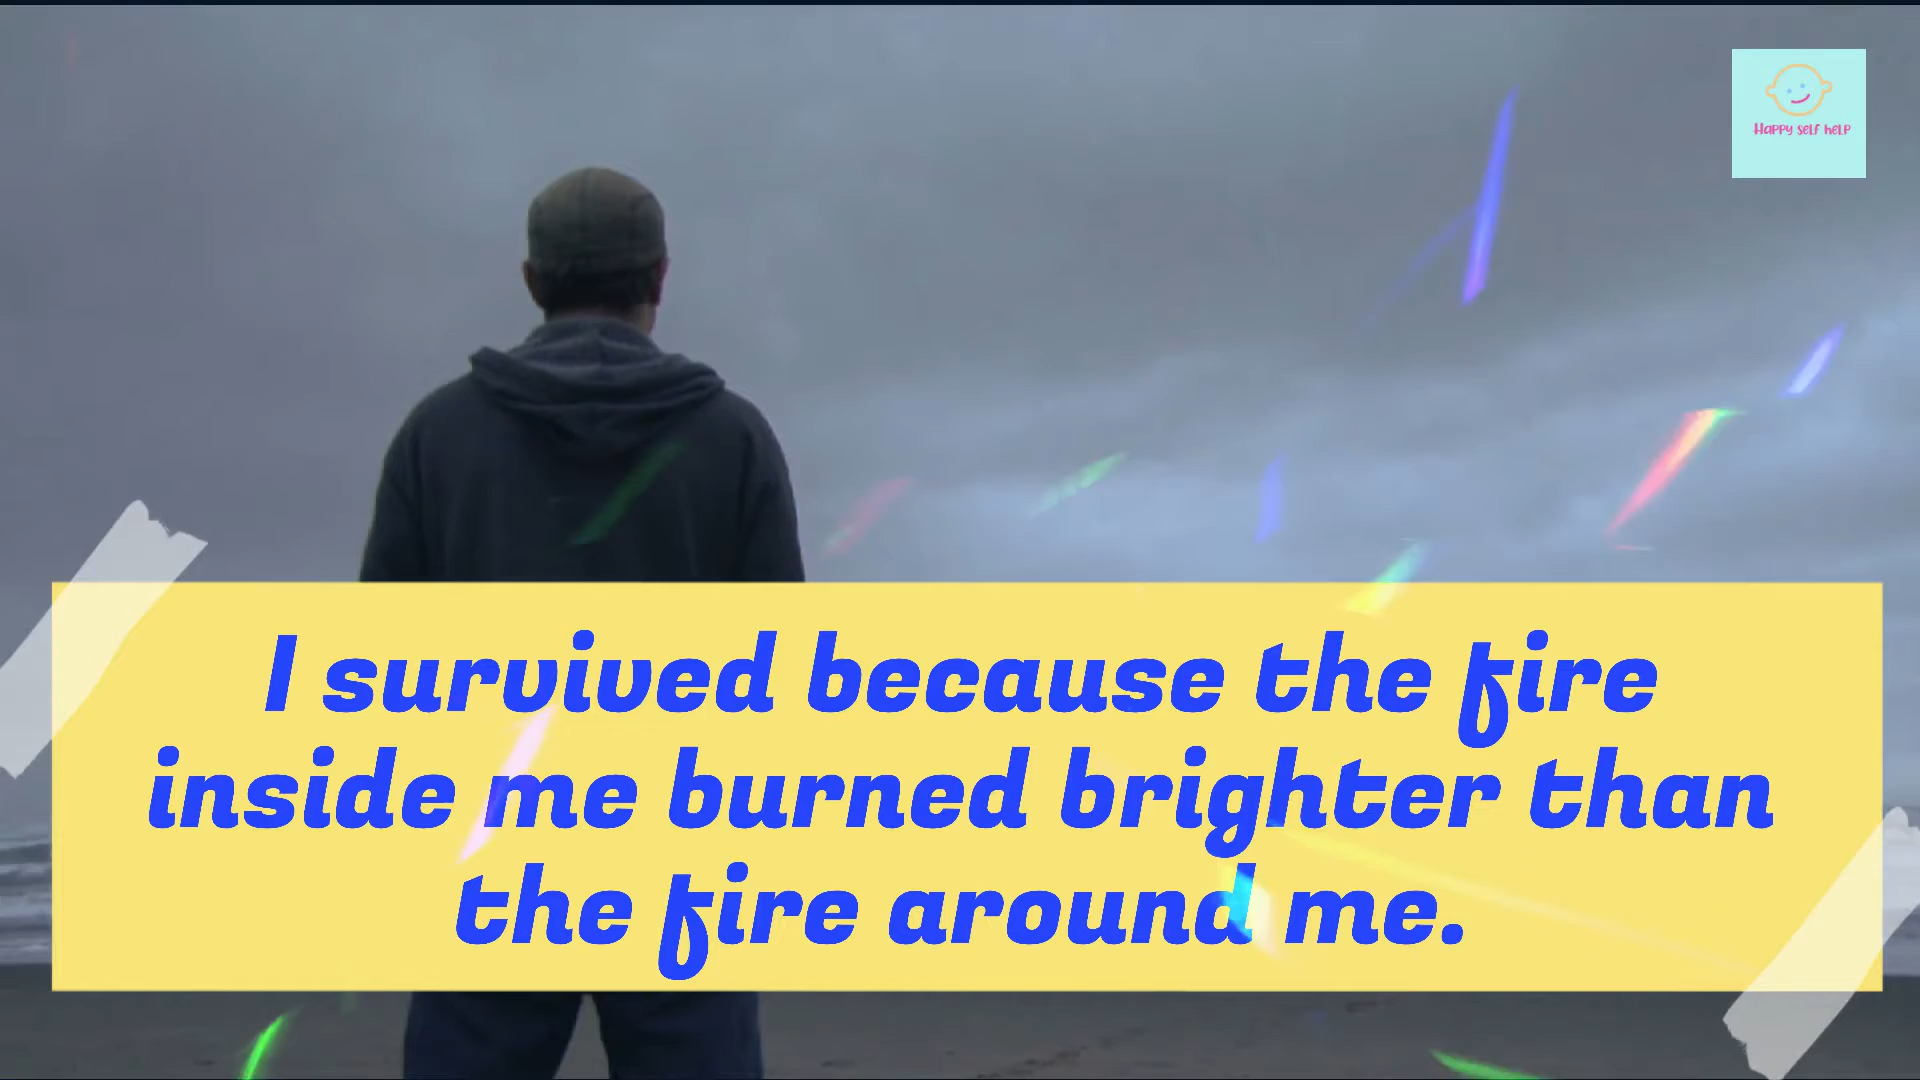 Happy self help
I survived because the fire
inside me burned brighter than
the fire around me.